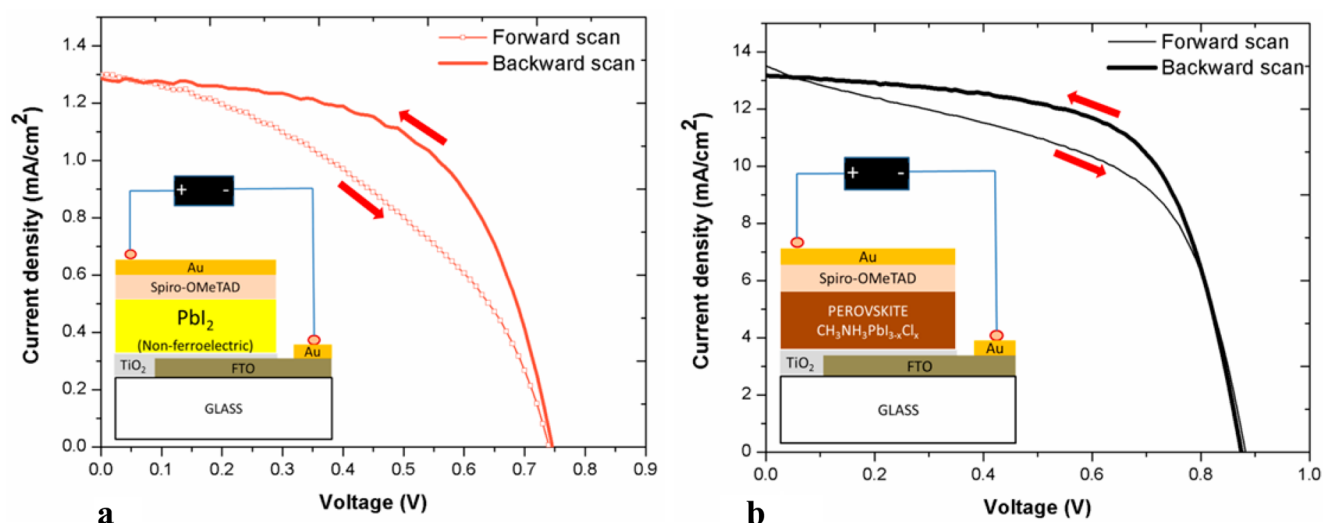 1.4
1.2
1.0
0.8
0.6
0.4
0.2
0.0
Current density (mA/cm²)
Forward scan
Backward scan
+ -
Au
Spiro-OMeTAD
PbI₂
(Non-ferroelectric)
Au
TiO₂
FTO
GLASS
0.0 0.1 0.2 0.3 0.4 0.5 0.6 0.7 0.8 0.9
Voltage (V)
a
14
12
10
8
6
4
2
0
Current density (mA/cm²)
Forward scan
Backward scan
+ -
Au
Spiro-OMeTAD
PEROVSKITE
CH₃NH₃PbI₃₋ₓClₓ
Au
TiO₂
FTO
GLASS
0.0 0.2 0.4 0.6 0.8 1.0
Voltage (V)
b